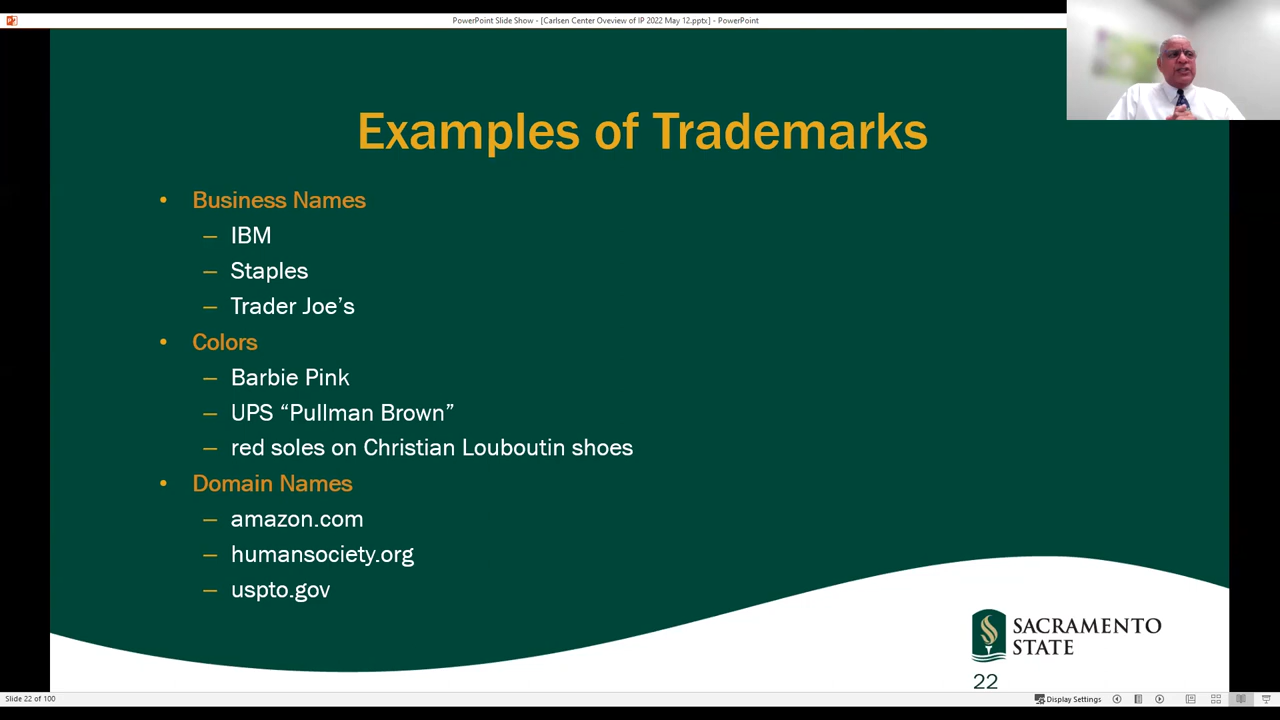 PowerPoint Slide Show - [Carlsen Center Oveview of IP 2022 May 12.pptx] - PowerPoint
Examples of Trademarks
• Business Names
– IBM
– Staples
– Trader Joe’s
• Colors
– Barbie Pink
– UPS “Pullman Brown”
– red soles on Christian Louboutin shoes
• Domain Names
– amazon.com
– humansociety.org
– uspto.gov
SACRAMENTO
STATE
22
Slide 22 of 100
Display Settings